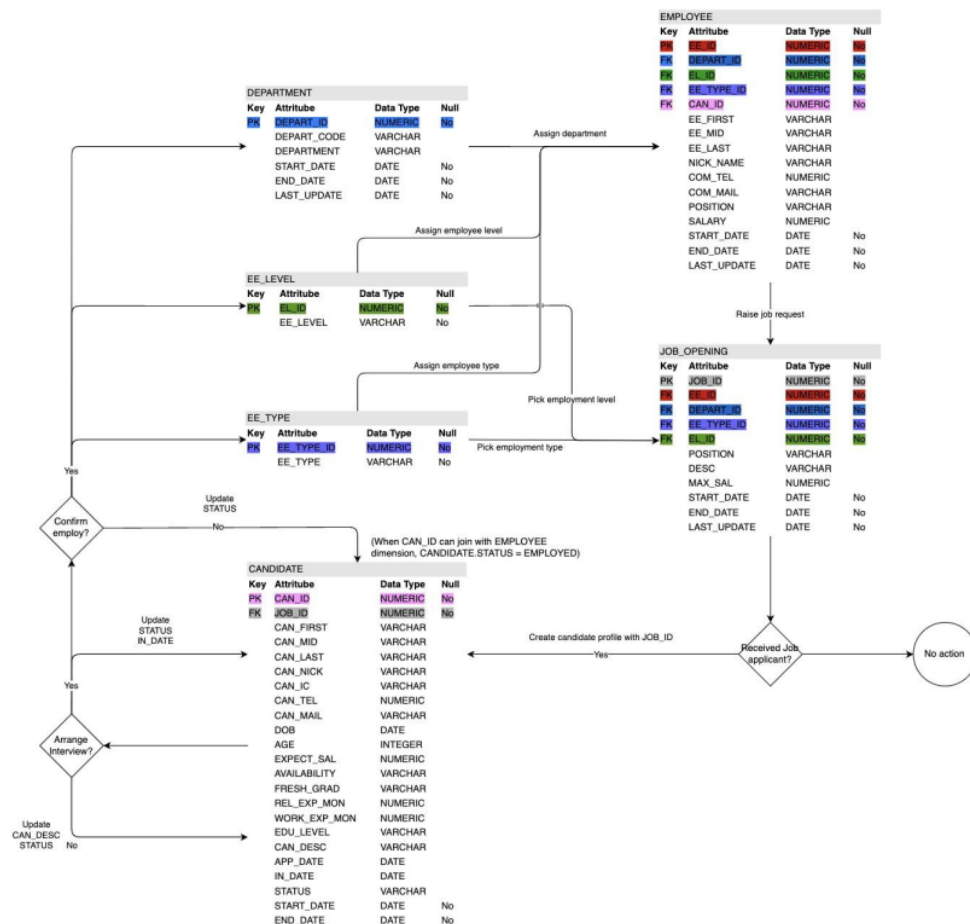 EMPLOYEE
Key Attritube Data Type Null
PK EE_ID NUMERIC No
FK DEPART_ID NUMERIC No
FK EL_ID NUMERIC No
FK EE_TYPE_ID NUMERIC No
FK CAN_ID NUMERIC No
EE_FIRST VARCHAR
EE_MID VARCHAR
EE_LAST VARCHAR
NICK_NAME VARCHAR
COM_TEL NUMERIC
COM_MAIL VARCHAR
POSITION VARCHAR
SALARY NUMERIC
START_DATE DATE No
END_DATE DATE No
LAST_UPDATE DATE No
DEPARTMENT
Key Attritube Data Type Null
PK DEPART_ID NUMERIC No
DEPART_CODE VARCHAR
DEPARTMENT VARCHAR
START_DATE DATE No
END_DATE DATE No
LAST_UPDATE DATE No
Assign department
Assign employee level
EE_LEVEL
Key Attritube Data Type Null
PK EL_ID NUMERIC No
EE_LEVEL VARCHAR No
Raise job request
JOB_OPENING
Key Attritube Data Type Null
PK JOB_ID NUMERIC No
FK EE_ID NUMERIC No
FK DEPART_ID NUMERIC No
FK EE_TYPE_ID NUMERIC No
FK EL_ID NUMERIC No
POSITION VARCHAR
DESC VARCHAR
MAX_SAL NUMERIC
START_DATE DATE No
END_DATE DATE No
LAST_UPDATE DATE No
Assign employee type
Pick employment level
EE_TYPE
Key Attritube Data Type Null
PK EE_TYPE_ID NUMERIC No
EE_TYPE VARCHAR No
Pick employment type
Yes
Confirm
employ?
Update
STATUS
No
(When CAN_ID can join with EMPLOYEE
dimension, CANDIDATE.STATUS = EMPLOYED)
CANDIDATE
Key Attritube Data Type Null
PK CAN_ID NUMERIC No
FK JOB_ID NUMERIC No
CAN_FIRST VARCHAR
CAN_MID VARCHAR
CAN_LAST VARCHAR
CAN_NICK VARCHAR
CAN_IC VARCHAR
CAN_TEL NUMERIC
CAN_MAIL VARCHAR
DOB DATE
AGE INTEGER
EXPECT_SAL NUMERIC
AVAILABILITY VARCHAR
FRESH_GRAD VARCHAR
REL_EXP_MON NUMERIC
WORK_EXP_MON NUMERIC
EDU_LEVEL VARCHAR
CAN_DESC VARCHAR
APP_DATE DATE
IN_DATE DATE
STATUS VARCHAR
START_DATE DATE No
END_DATE DATE No
Update
STATUS
IN_DATE
Yes
Arrange
Interview?
Update
CAN_DESC
STATUS No
Create candidate profile with JOB_ID
Yes
Received Job
applicant?
No action